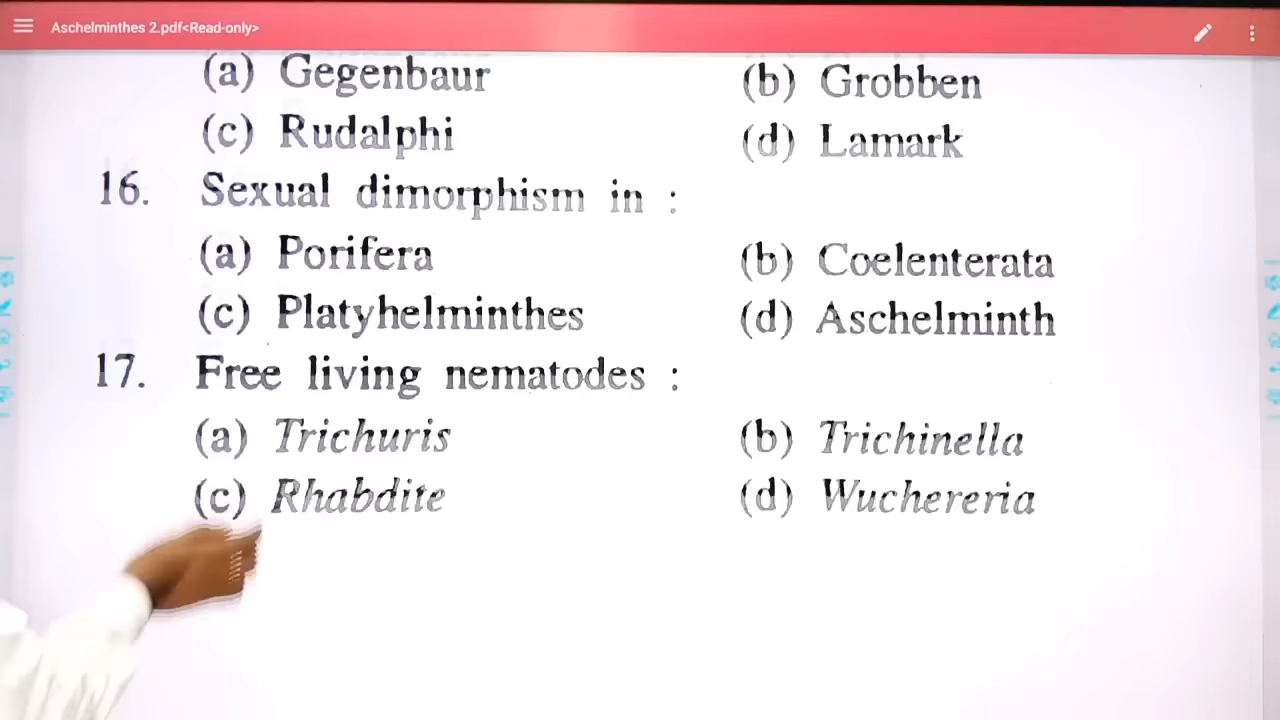 Aschelminthes 2.pdf<Read-only>
(a) Gegenbaur (b) Grobben
(c) Rudalphi (d) Lamark
16. Sexual dimorphism in :
(a) Porifera (b) Coelenterata
(c) Platyhelminthes (d) Aschelminth
17. Free living nematodes :
(a) Trichuris (b) Trichinella
(c) Rhabdite (d) Wuchereria